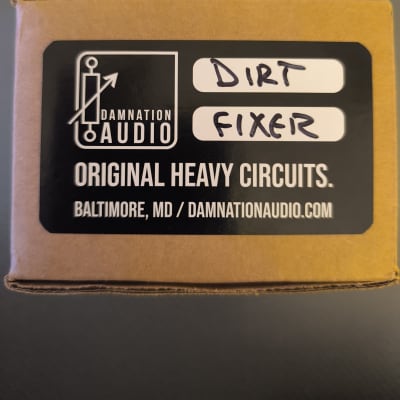 DAMNATION
AUDIO
DIRT
FIXER
ORIGINAL HEAVY CIRCUITS.
BALTIMORE, MD / DAMNATIONAUDIO.COM